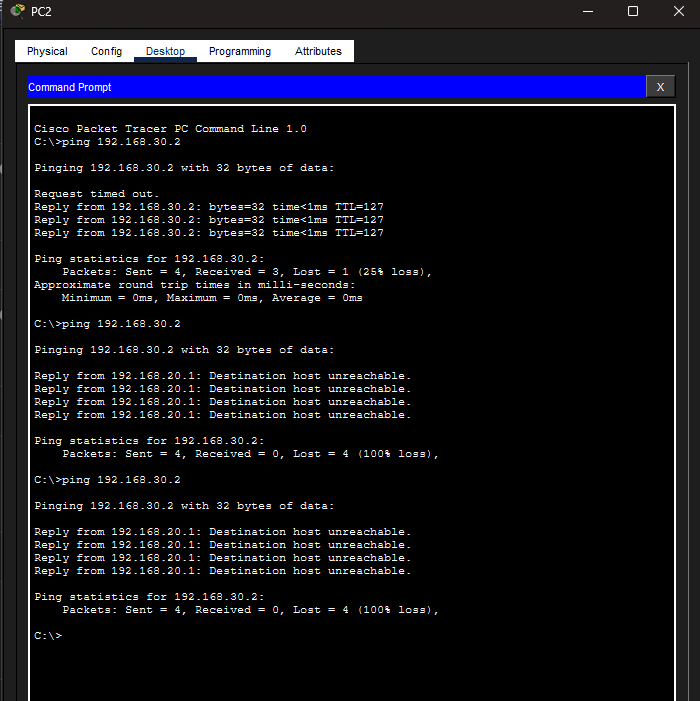 PC2
Physical Config Desktop Programming Attributes
Command Prompt X
Cisco Packet Tracer PC Command Line 1.0
C:\>ping 192.168.30.2
Pinging 192.168.30.2 with 32 bytes of data:
Request timed out.
Reply from 192.168.30.2: bytes=32 time<1ms TTL=127
Reply from 192.168.30.2: bytes=32 time<1ms TTL=127
Reply from 192.168.30.2: bytes=32 time<1ms TTL=127
Ping statistics for 192.168.30.2:
Packets: Sent = 4, Received = 3, Lost = 1 (25% loss),
Approximate round trip times in milli-seconds:
Minimum = 0ms, Maximum = 0ms, Average = 0ms
C:\>ping 192.168.30.2
Pinging 192.168.30.2 with 32 bytes of data:
Reply from 192.168.20.1: Destination host unreachable.
Reply from 192.168.20.1: Destination host unreachable.
Reply from 192.168.20.1: Destination host unreachable.
Reply from 192.168.20.1: Destination host unreachable.
Ping statistics for 192.168.30.2:
Packets: Sent = 4, Received = 0, Lost = 4 (100% loss),
C:\>ping 192.168.30.2
Pinging 192.168.30.2 with 32 bytes of data:
Reply from 192.168.20.1: Destination host unreachable.
Reply from 192.168.20.1: Destination host unreachable.
Reply from 192.168.20.1: Destination host unreachable.
Reply from 192.168.20.1: Destination host unreachable.
Ping statistics for 192.168.30.2:
Packets: Sent = 4, Received = 0, Lost = 4 (100% loss),
C:\>